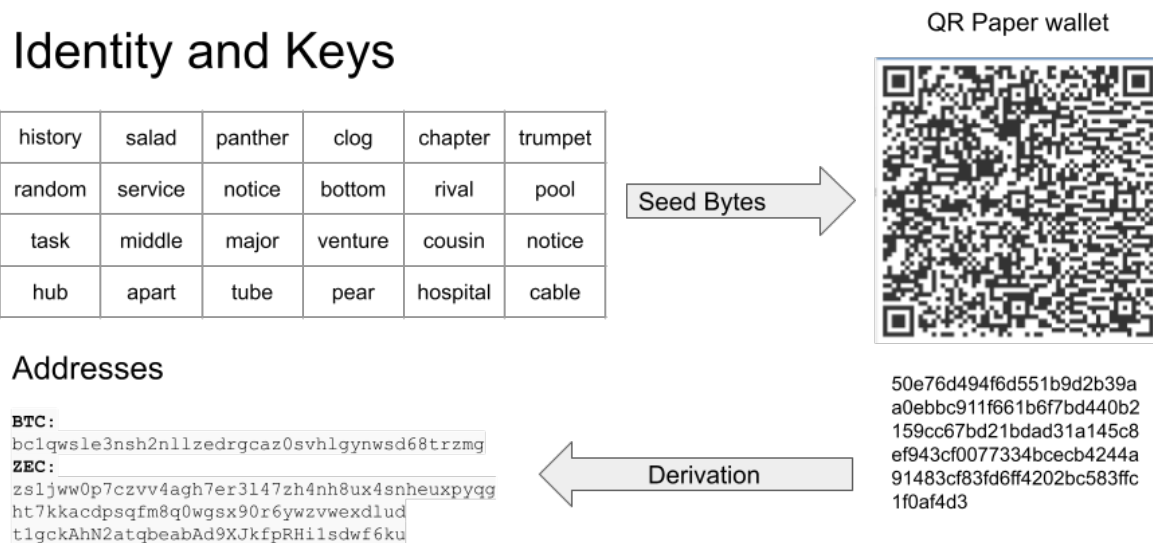 QR Paper wallet
Identity and Keys
history salad panther clog chapter trumpet
random service notice bottom rival pool
task middle major venture cousin notice
hub apart tube pear hospital cable
Seed Bytes
Addresses
BTC:
bc1qwsle3nsh2nllzedrgcaz0svhlgynwsd68trzmg
ZEC:
zsljww0p7czvv4agh7er3l47zh4nh8ux4snheuxpyqg
ht7kkacdpsqfm8q0wgsx90r6ywzvwexdlud
t1gckAhN2atqbeabAd9XJkfpRHi1sdwf6ku
Derivation
50e76d494f6d551b9d2b39a
a0ebbc911f661b6f7bd440b2
159cc67bd21bdad31a145c8
ef943cf0077334bcecb4244a
91483cf83fd6ff4202bc583ffc
1f0af4d3